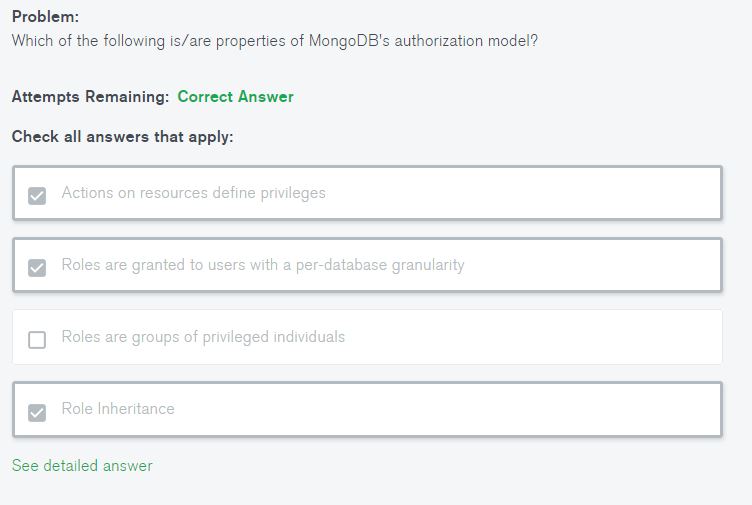 Problem:
Which of the following is/are properties of MongoDB's authorization model?
Attempts Remaining: Correct Answer
Check all answers that apply:
Actions on resources define privileges
Roles are granted to users with a per-database granularity
Roles are groups of privileged individuals
Role Inheritance
See detailed answer